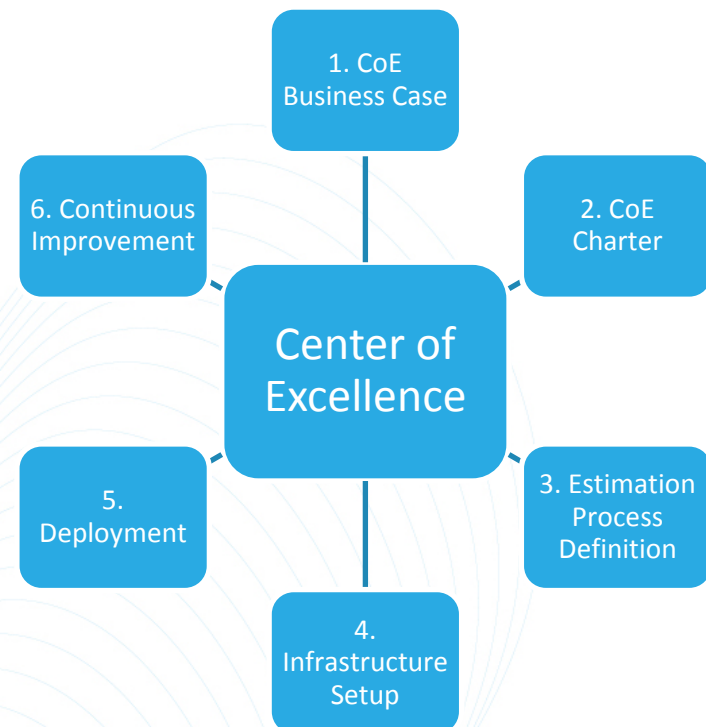 1. CoE
Business Case
6. Continuous
Improvement
2. CoE
Charter
Center of
Excellence
5.
Deployment
3. Estimation
Process
Definition
4.
Infrastructure
Setup